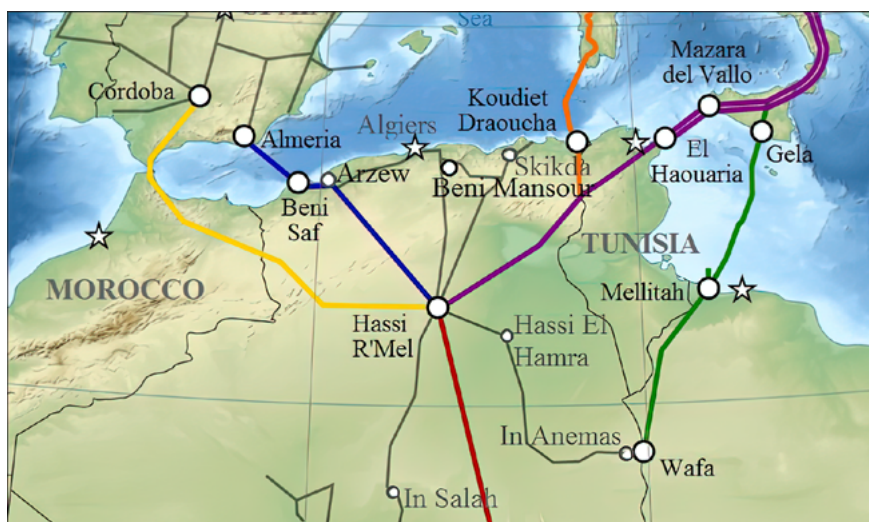 Sea
Mazara
del Vallo
Cordoba
Koudiet
Draoucha
Almeria
Algiers
Skikda
El
Haouaria
Gela
Arzew
Beni Mansour
Beni
Saf
TUNISIA
MOROCCO
Mellitah
Hassi
R'Mel
Hassi El
Hamra
In Anemas
Wafa
In Salah